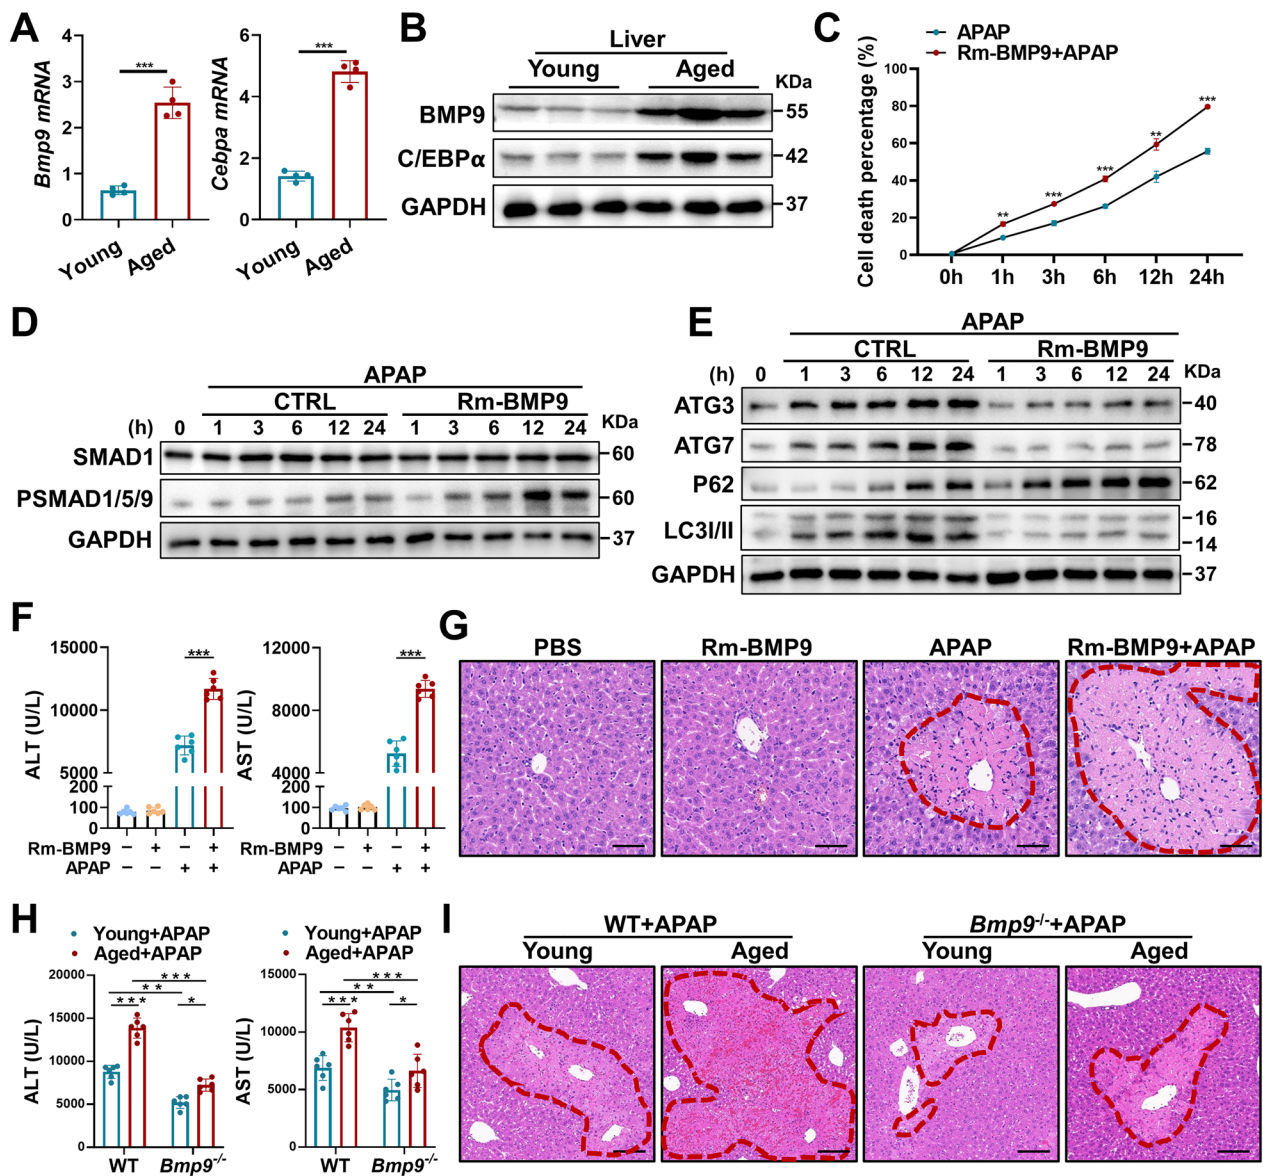 A
Bmp9 mRNA
4
3
2
1
0
***
Young
Aged
Cebpa mRNA
6
4
2
0
***
Young
Aged
B
Liver
Young Aged
KDa
BMP9 55
C/EBPα 42
GAPDH 37
C
APAP
Rm-BMP9+APAP
Cell death percentage (%)
100
80
60
40
20
0
** *** *** ** ***
0h 1h 3h 6h 12h 24h
D
APAP
CTRL Rm-BMP9
(h) 0 1 3 6 12 24 1 3 6 12 24 KDa
SMAD1 60
PSMAD1/5/9 60
GAPDH 37
E
APAP
CTRL Rm-BMP9
(h) 0 1 3 6 12 24 1 3 6 12 24 KDa
ATG3 40
ATG7 78
P62 62
LC3I/II 16
14
GAPDH 37
F
ALT (U/L)
15000
10000
5000
200
100
0
***
Rm-BMP9 − + − +
APAP − − + +
AST (U/L)
12000
8000
4000
200
100
0
***
Rm-BMP9 − + − +
APAP − − + +
G
PBS Rm-BMP9 APAP Rm-BMP9+APAP
H
Young+APAP
Aged+APAP
ALT (U/L)
20000
15000
10000
5000
0
***
**
*** *
WT Bmp9-/-
Young+APAP
Aged+APAP
AST (U/L)
15000
10000
5000
0
***
**
*** *
WT Bmp9-/-
I
WT+APAP Bmp9-/-+APAP
Young Aged Young Aged